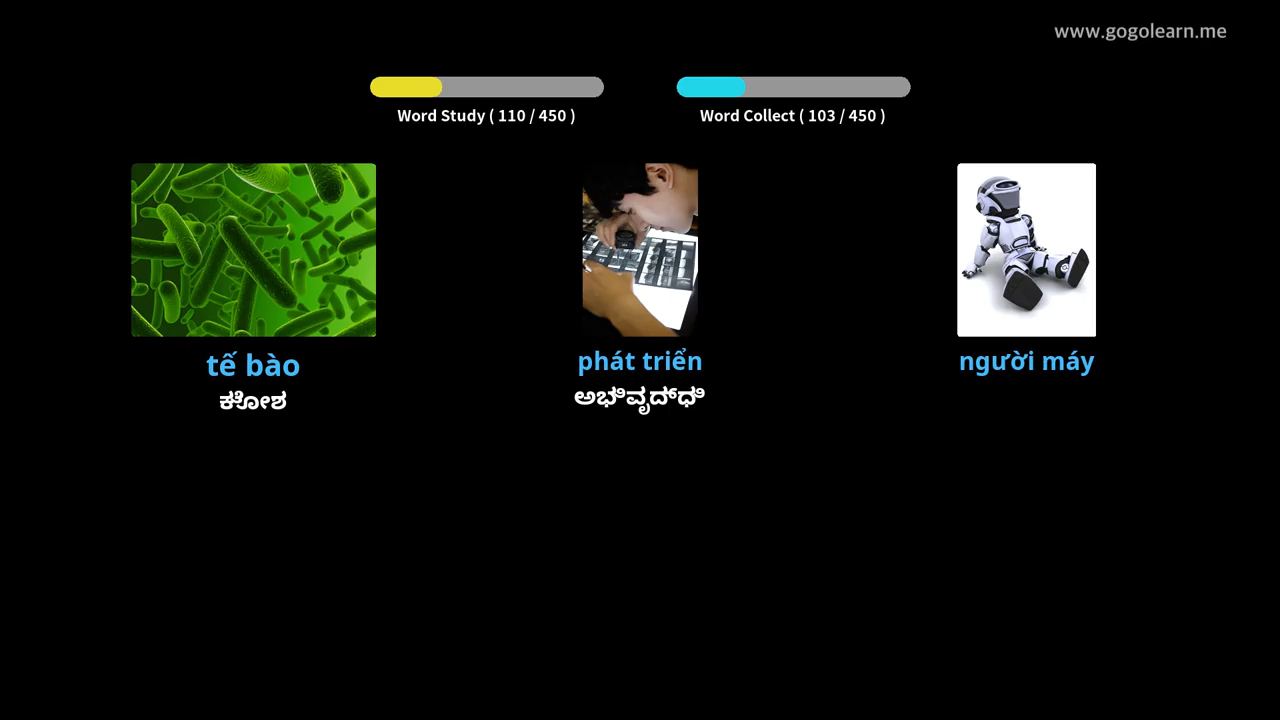 www.gogolearn.me
Word Study ( 110 / 450 )
Word Collect ( 103 / 450 )
tế bào
ಕೋಶ
phát triển
ಅಭಿವೃದ್ಧಿ
người máy